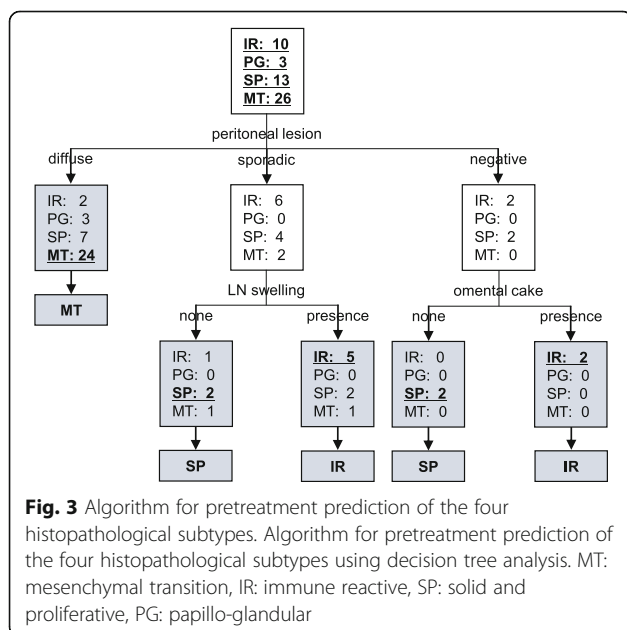 IR: 10
PG: 3
SP: 13
MT: 26
peritoneal lesion
diffuse
sporadic
negative
IR: 2
PG: 3
SP: 7
MT: 24
IR: 6
PG: 0
SP: 4
MT: 2
IR: 2
PG: 0
SP: 2
MT: 0
MT
LN swelling
omental cake
none
presence
none
presence
IR: 1
PG: 0
SP: 2
MT: 1
IR: 5
PG: 0
SP: 2
MT: 1
IR: 0
PG: 0
SP: 2
MT: 0
IR: 2
PG: 0
SP: 0
MT: 0
SP
IR
SP
IR
Fig. 3 Algorithm for pretreatment prediction of the four
histopathological subtypes. Algorithm for pretreatment prediction of
the four histopathological subtypes using decision tree analysis. MT:
mesenchymal transition, IR: immune reactive, SP: solid and
proliferative, PG: papillo-glandular